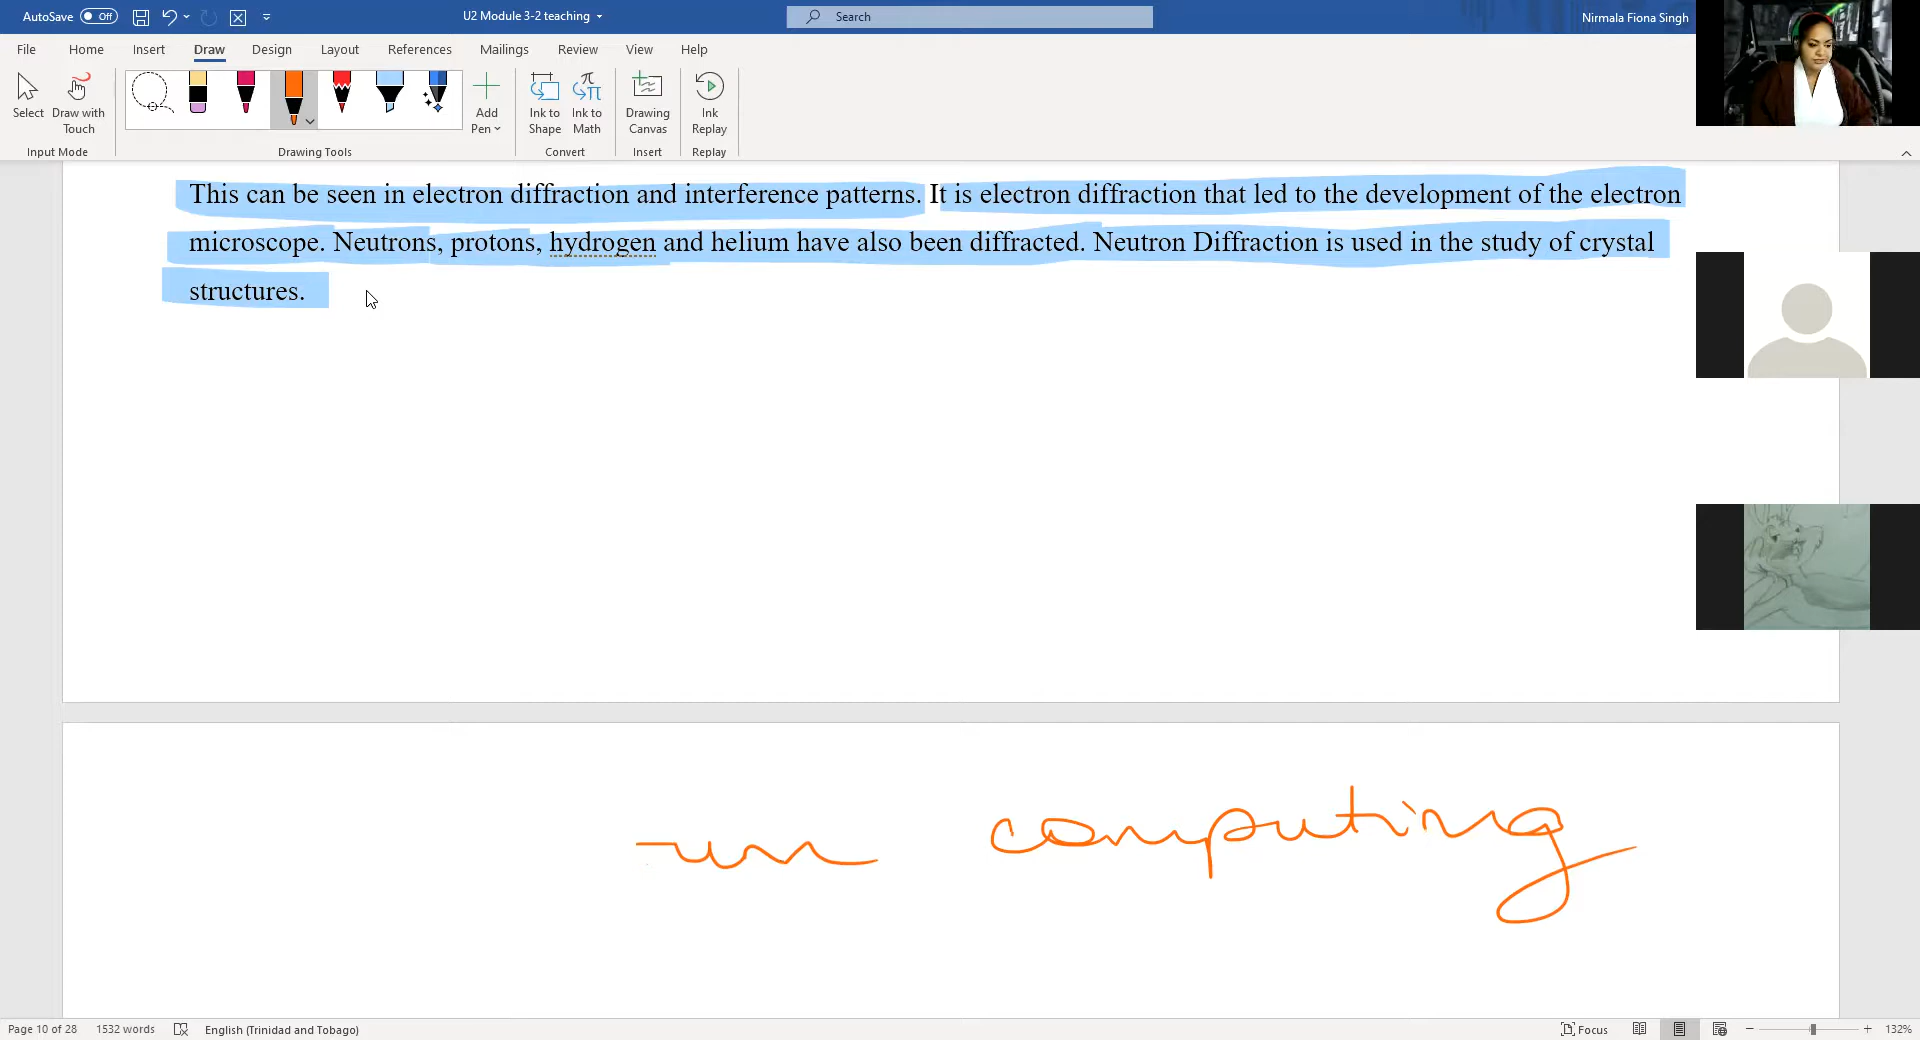 AutoSave Off U2 Module 3-2 teaching Search Nirmala Fiona Singh
File Home Insert Draw Design Layout References Mailings Review View Help
Select Draw with Touch Add Pen Ink to Shape Ink to Math Drawing Canvas Ink Replay
Input Mode Drawing Tools Convert Insert Replay
This can be seen in electron diffraction and interference patterns. It is electron diffraction that led to the development of the electron
microscope. Neutrons, protons, hydrogen and helium have also been diffracted. Neutron Diffraction is used in the study of crystal
structures.
computing
Page 10 of 28 1532 words English (Trinidad and Tobago) Focus 132%